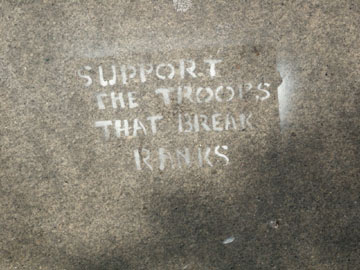 SUPPORT
THE TROOPS
THAT BREAK
RANKS